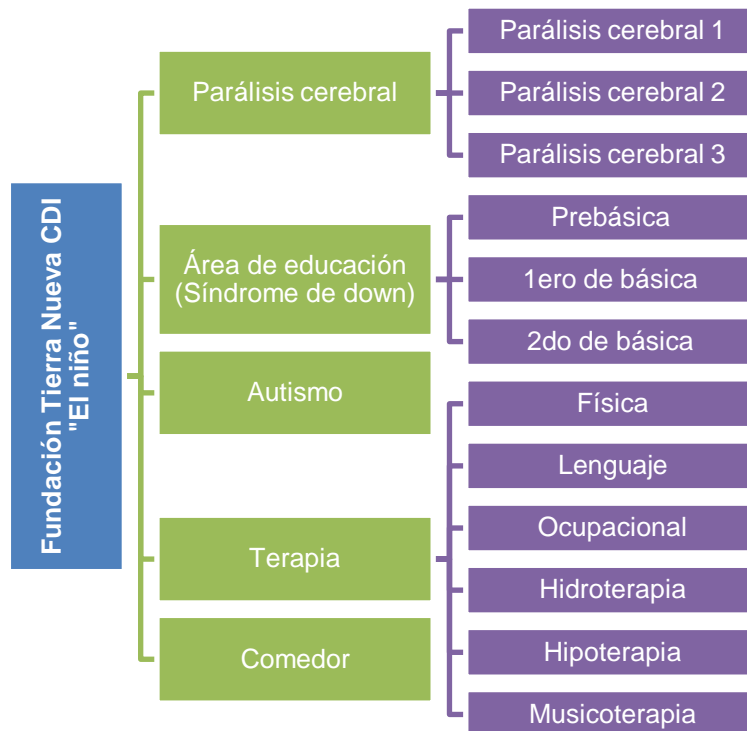 Fundación Tierra Nueva CDI
"El niño"
Parálisis cerebral
Parálisis cerebral 1
Parálisis cerebral 2
Parálisis cerebral 3
Área de educación
(Síndrome de down)
Prebásica
1ero de básica
2do de básica
Autismo
Terapia
Física
Lenguaje
Ocupacional
Hidroterapia
Hipoterapia
Musicoterapia
Comedor